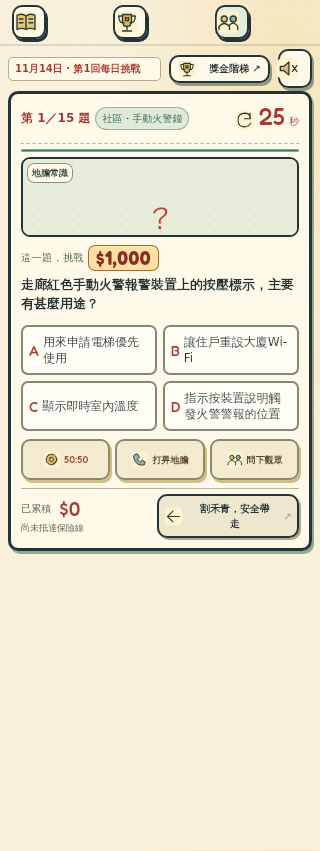 11月14日・第1回每日挑戰
獎金階梯 ↗
第 1／15 題
社區・手動火警鐘
25 秒
地膽常識
?
這一題，挑戰 $1,000
走廊紅色手動火警報警裝置上的按壓標示，主要有甚麼用途？
A 用來申請電梯優先使用
B 讓住戶重設大廈Wi-Fi
C 顯示即時室內溫度
D 指示按裝置說明觸發火警警報的位置
50:50
打畀地膽
問下觀眾
已累積 $0
尚未抵達保險線
← 割禾青，安全帶走 ↗